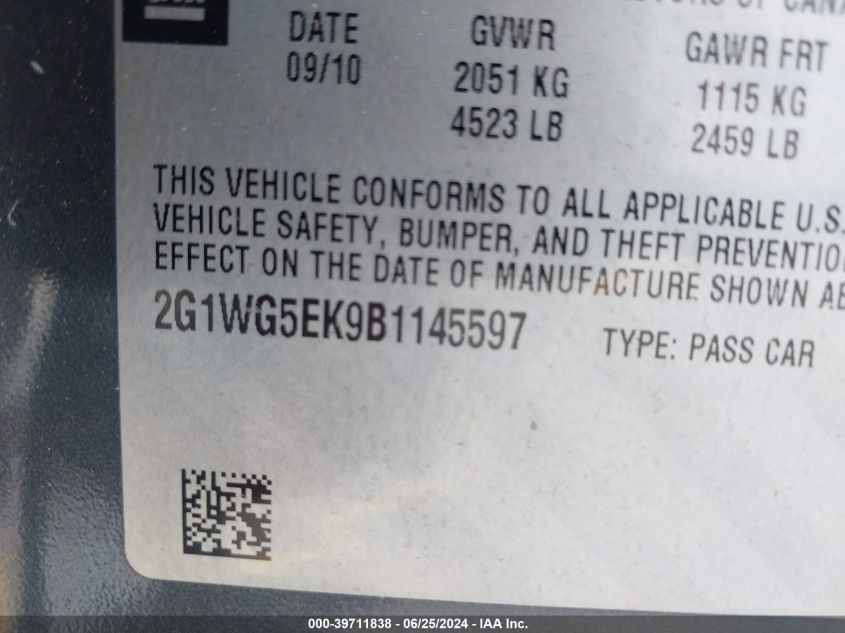 OF CANA
DATE GVWR GAWR FRT
09/10 2051 KG 1115 KG
4523 LB 2459 LB
THIS VEHICLE CONFORMS TO ALL APPLICABLE U.S.
VEHICLE SAFETY, BUMPER, AND THEFT PREVENTIO
EFFECT ON THE DATE OF MANUFACTURE SHOWN AB
2G1WG5EK9B1145597 TYPE: PASS CAR
000-39711838 - 06/25/2024 - IAA Inc.